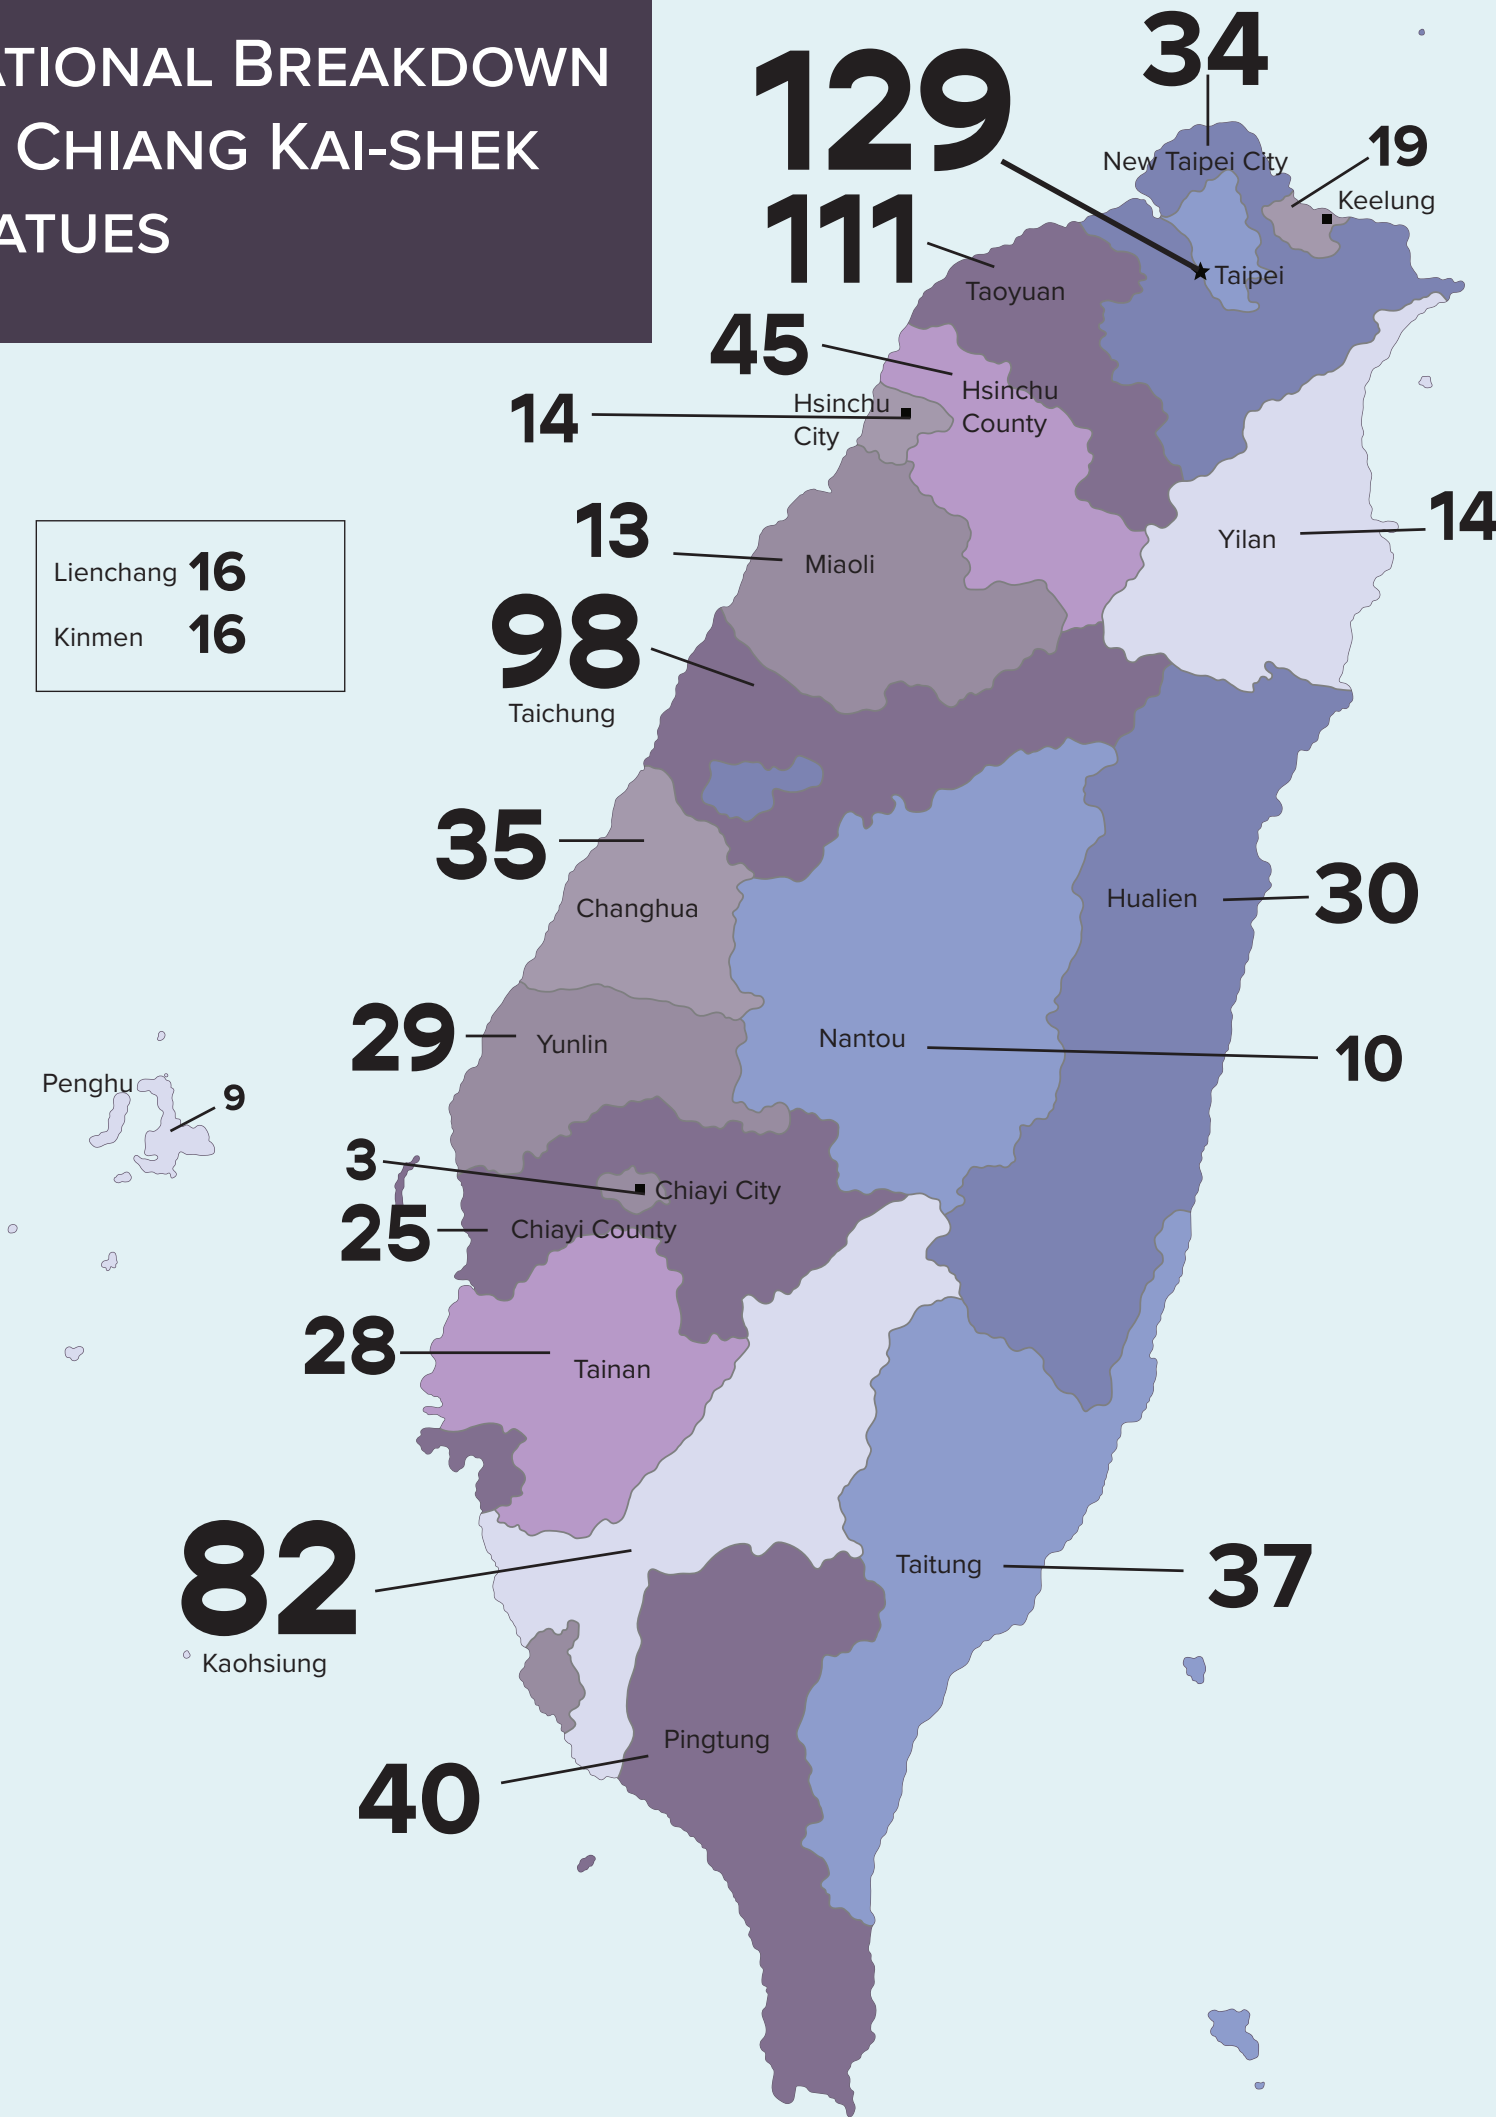 ATIONAL BREAKDOWN
CHIANG KAI-SHEK
ATUES
34
129
New Taipei City
19
Keelung
111
Taipei
Taoyuan
45
Hsinchu
County
14
Hsinchu
City
13
Miaoli
Yilan
14
Lienchang 16
Kinmen 16
98
Taichung
35
Changhua
Hualien
30
29
Yunlin
Nantou
10
Penghu
9
3
Chiayi City
25
Chiayi County
28
Tainan
82
Kaohsiung
Taitung
37
Pingtung
40